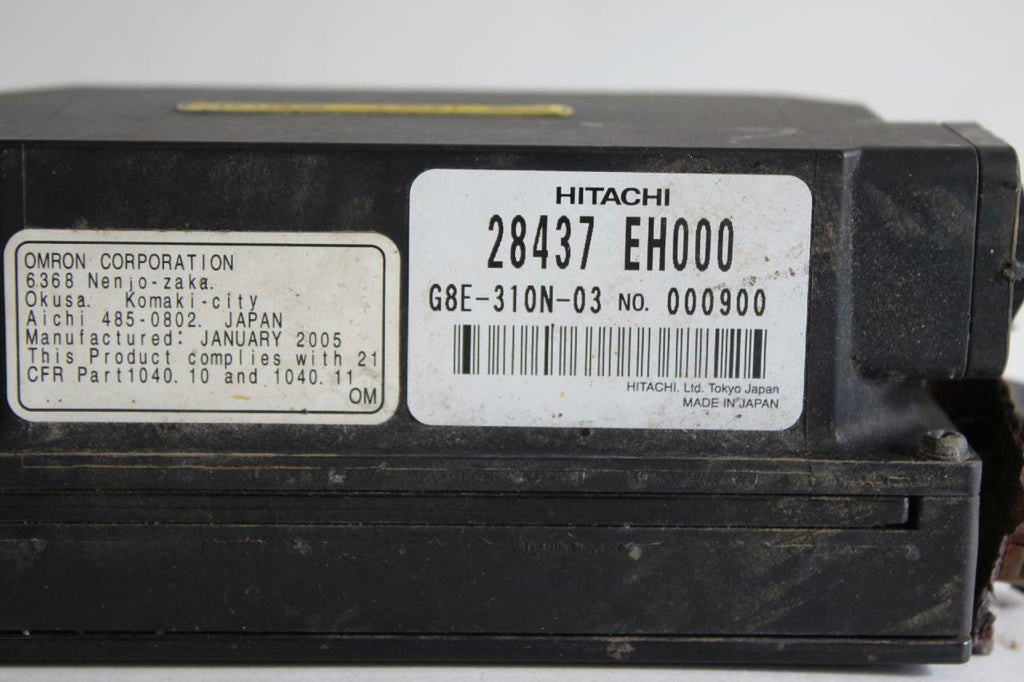 OMRON CORPORATION
6368 Nenjo-zaka.
Okusa. Komaki-city
Aichi 485-0802. JAPAN
Manufactured: JANUARY 2005
This Product complies with 21
CFR Part1040.10 and 1040.11
OM
HITACHI
28437 EH000
G8E-310N-03 NO. 000900
HITACHI, Ltd. Tokyo Japan
MADE IN JAPAN